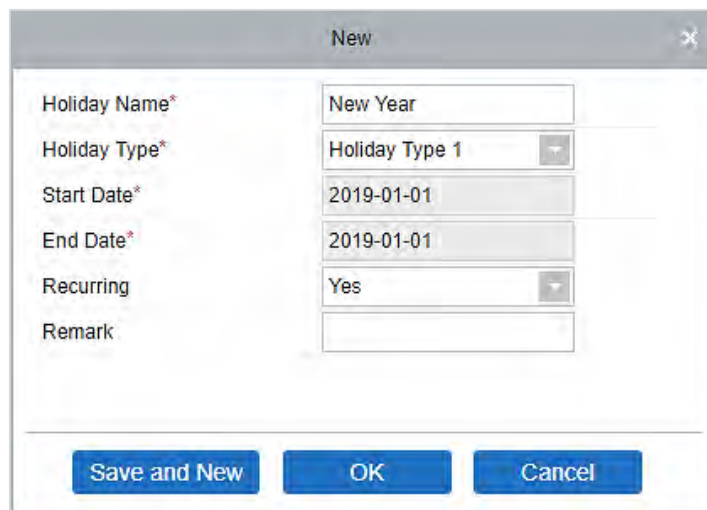 New
Holiday Name* New Year
Holiday Type* Holiday Type 1
Start Date* 2019-01-01
End Date* 2019-01-01
Recurring Yes
Remark
Save and New OK Cancel